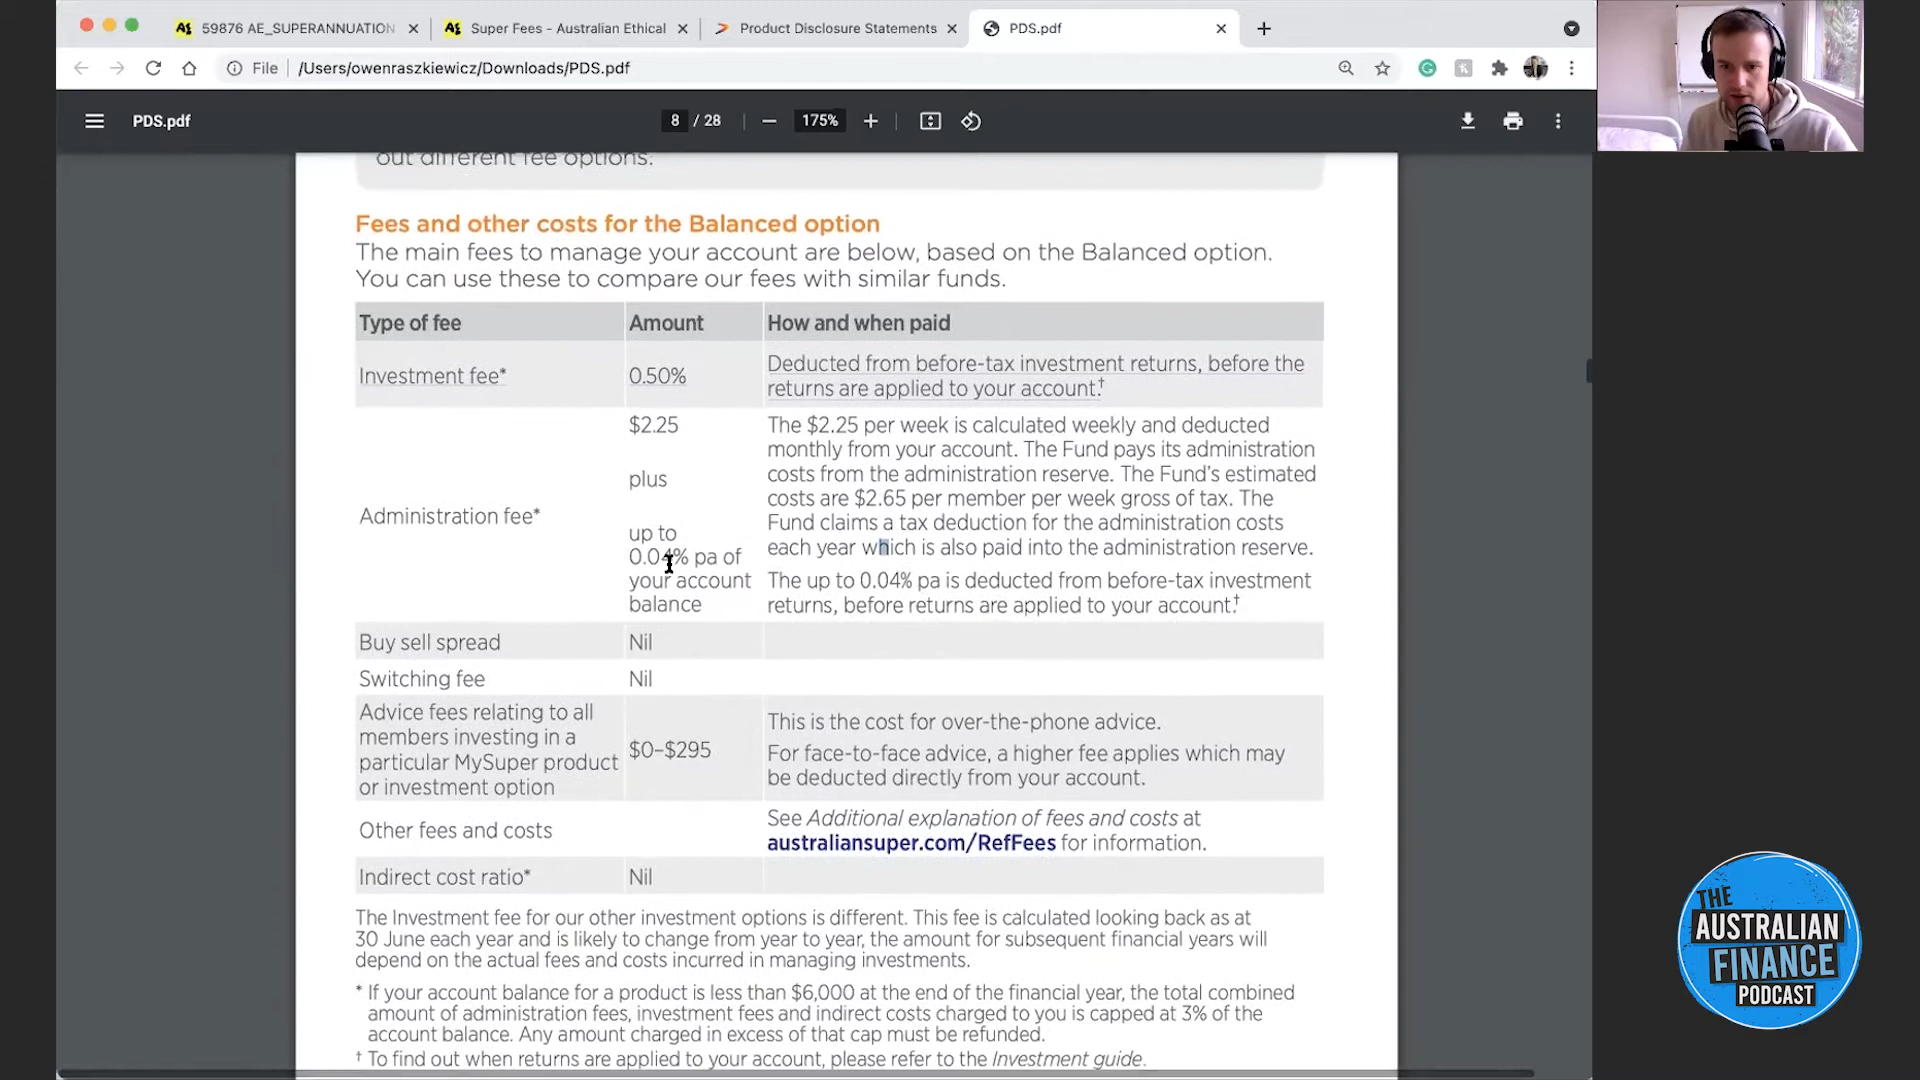 59876 AE_SUPERANNUATION
Super Fees - Australian Ethical
Product Disclosure Statements
PDS.pdf
File
/Users/owenraszkiewicz/Downloads/PDS.pdf
PDS.pdf
8 / 28
175%
out different fee options.
Fees and other costs for the Balanced option
The main fees to manage your account are below, based on the Balanced option.
You can use these to compare our fees with similar funds.
Type of fee Amount How and when paid
Investment fee* 0.50% Deducted from before-tax investment returns, before the
returns are applied to your account.†
Administration fee*
$2.25
plus
up to
0.04% pa of
your account
balance
The $2.25 per week is calculated weekly and deducted
monthly from your account. The Fund pays its administration
costs from the administration reserve. The Fund's estimated
costs are $2.65 per member per week gross of tax. The
Fund claims a tax deduction for the administration costs
each year which is also paid into the administration reserve.
The up to 0.04% pa is deducted from before-tax investment
returns, before returns are applied to your account.†
Buy sell spread Nil
Switching fee Nil
Advice fees relating to all
members investing in a
particular MySuper product
or investment option
$0–$295
This is the cost for over-the-phone advice.
For face-to-face advice, a higher fee applies which may
be deducted directly from your account.
Other fees and costs
See Additional explanation of fees and costs at
australiansuper.com/RefFees for information.
Indirect cost ratio* Nil
The Investment fee for our other investment options is different. This fee is calculated looking back as at
30 June each year and is likely to change from year to year, the amount for subsequent financial years will
depend on the actual fees and costs incurred in managing investments.
* If your account balance for a product is less than $6,000 at the end of the financial year, the total combined
amount of administration fees, investment fees and indirect costs charged to you is capped at 3% of the
account balance. Any amount charged in excess of that cap must be refunded.
† To find out when returns are applied to your account, please refer to the Investment guide.
THE
AUSTRALIAN
FINANCE
PODCAST